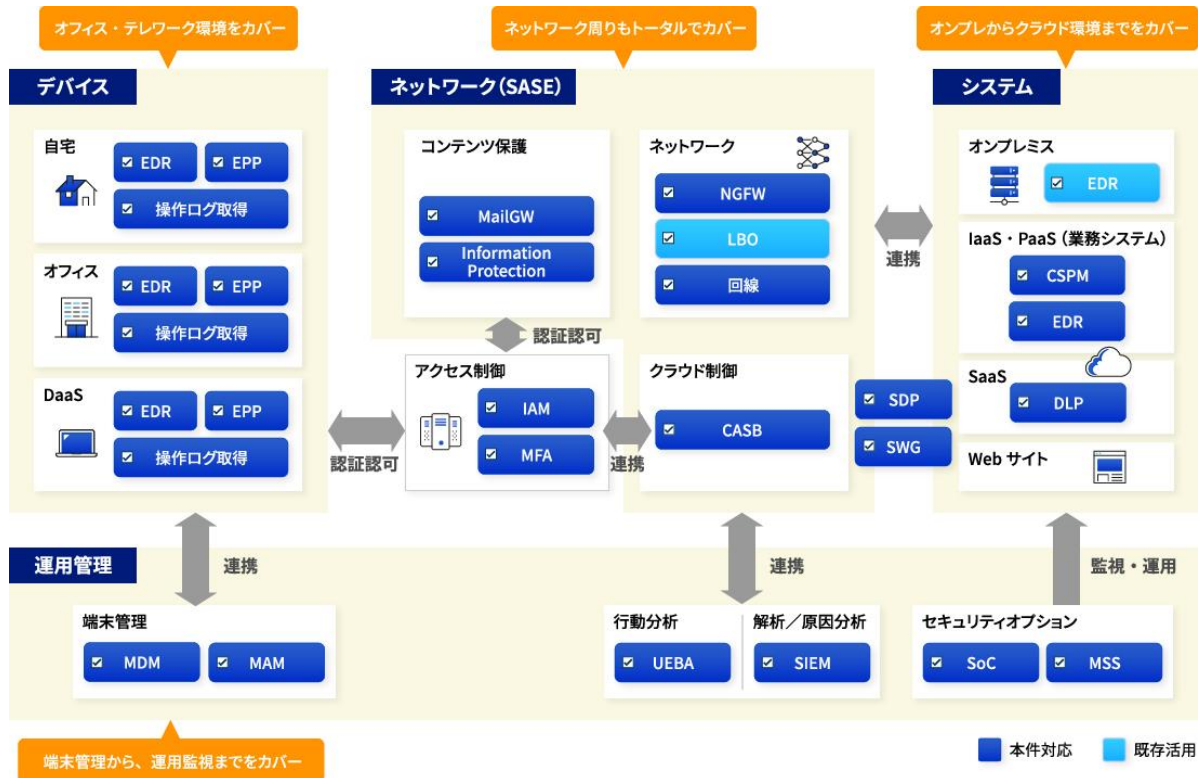 オフィス・テレワーク環境をカバー
ネットワーク周りもトータルでカバー
オンプレからクラウド環境までをカバー
デバイス
自宅
EDR
EPP
操作ログ取得
オフィス
EDR
EPP
操作ログ取得
DaaS
EDR
EPP
操作ログ取得
認証認可
ネットワーク(SASE)
コンテンツ保護
MailGW
Information
Protection
認証認可
アクセス制御
IAM
MFA
連携
ネットワーク
NGFW
LBO
回線
クラウド制御
CASB
連携
SDP
SWG
システム
オンプレミス
EDR
IaaS・PaaS(業務システム)
CSPM
EDR
SaaS
DLP
Web サイト
連携
連携
監視・運用
運用管理
端末管理
MDM
MAM
行動分析
UEBA
解析／原因分析
SIEM
セキュリティオプション
SoC
MSS
端末管理から、運用監視までをカバー
本件対応
既存活用